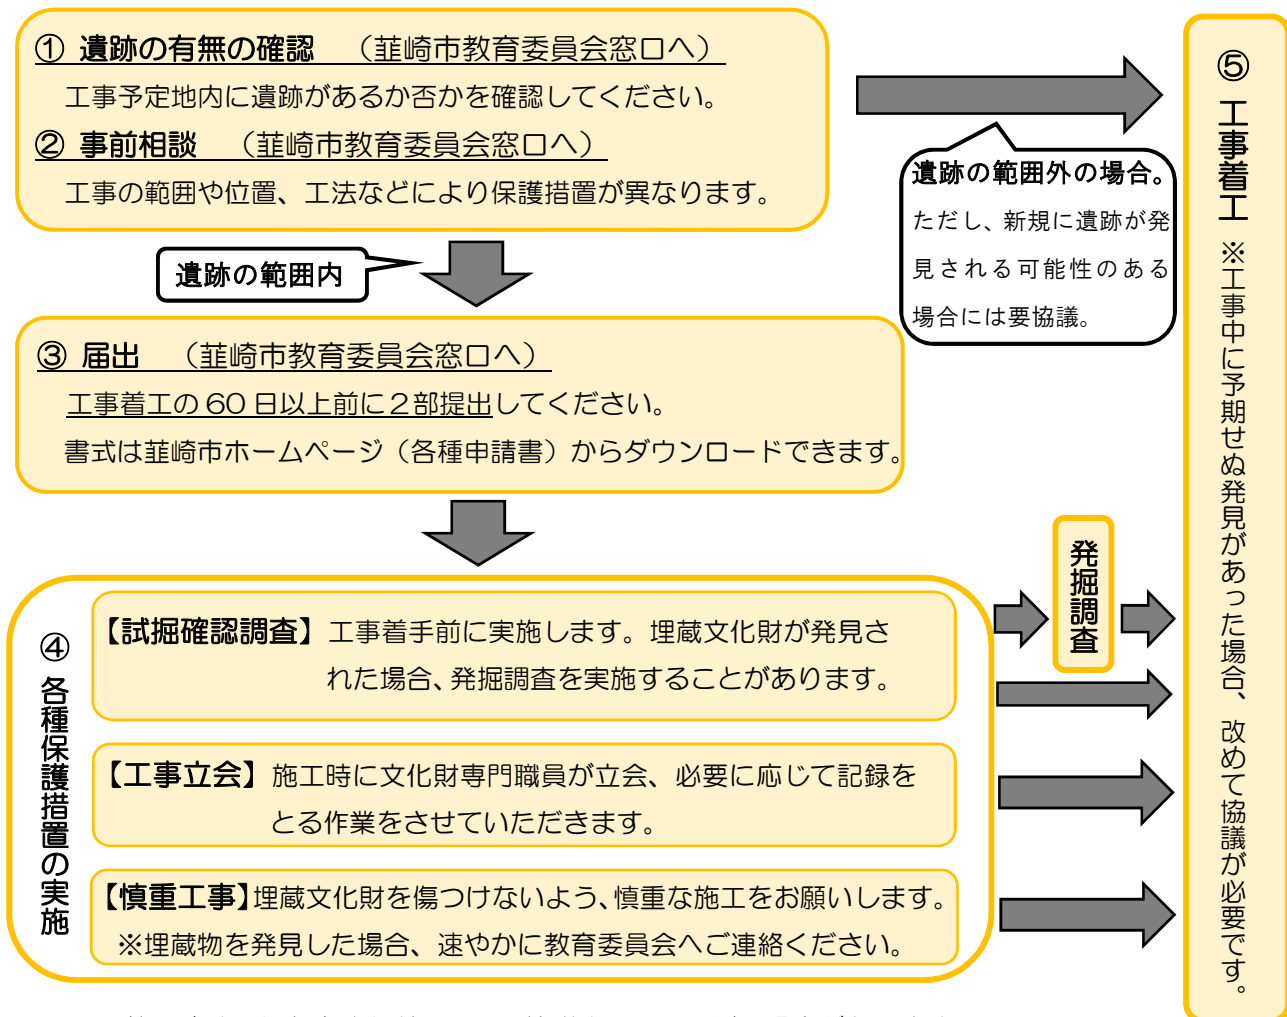 ① 遺跡の有無の確認　（韮崎市教育委員会窓口へ）
工事予定地内に遺跡があるか否かを確認してください。
② 事前相談　（韮崎市教育委員会窓口へ）
工事の範囲や位置、工法などにより保護措置が異なります。
遺跡の範囲外の場合。
ただし、新規に遺跡が発
見される可能性のある
場合には要協議。
遺跡の範囲内
③ 届出　（韮崎市教育委員会窓口へ）
工事着工の60日以上前に２部提出してください。
書式は韮崎市ホームページ（各種申請書）からダウンロードできます。
④ 各種保護措置の実施
【試掘確認調査】工事着手前に実施します。埋蔵文化財が発見さ
れた場合、発掘調査を実施することがあります。
発掘調査
【工事立会】施工時に文化財専門職員が立会、必要に応じて記録を
とる作業をさせていただきます。
【慎重工事】埋蔵文化財を傷つけないよう、慎重な施工をお願いします。
※埋蔵物を発見した場合、速やかに教育委員会へご連絡ください。
⑤ 工事着工 ※工事中に予期せぬ発見があった場合、改めて協議が必要です。